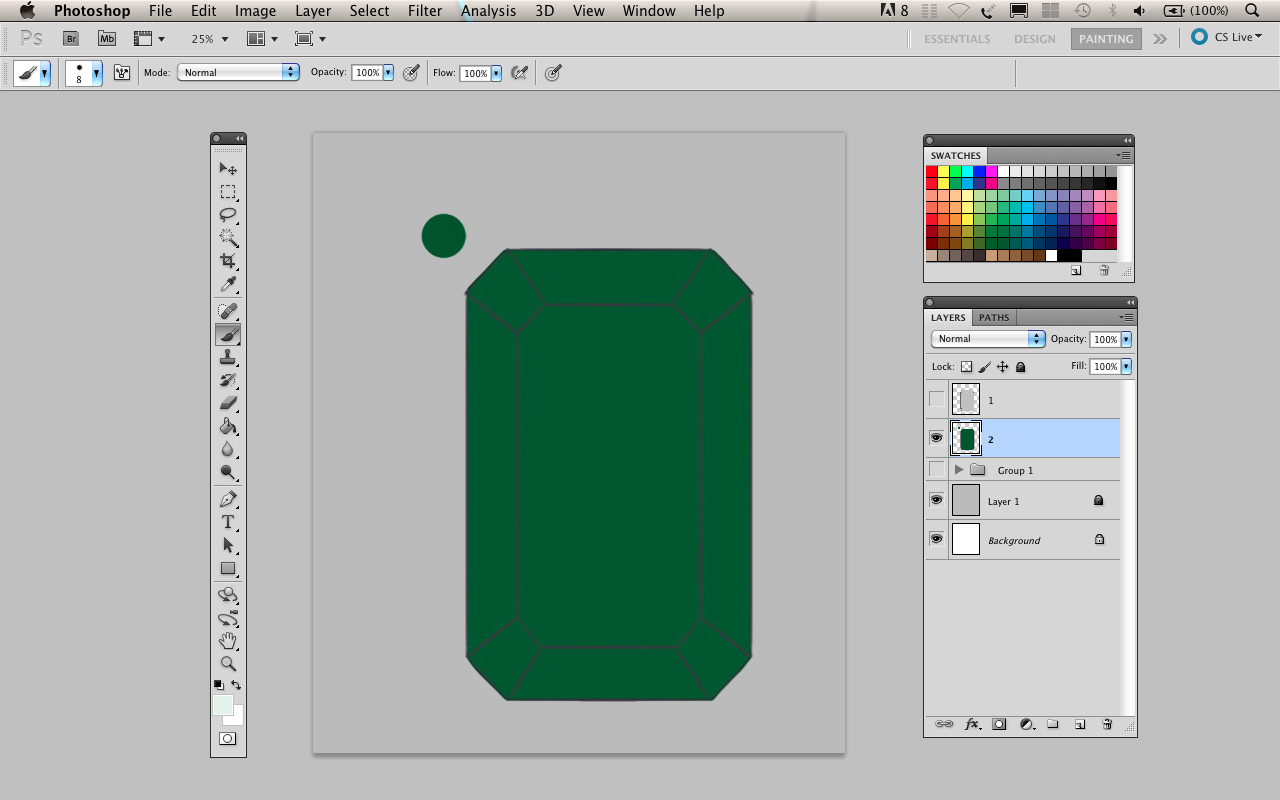 Photoshop File Edit Image Layer Select Filter Analysis 3D View Window Help 8 (100%)
Ps Br Mb 25% ESSENTIALS DESIGN PAINTING CS Live
8 Mode: Normal Opacity: 100% Flow: 100%
SWATCHES
LAYERS PATHS
Normal Opacity: 100%
Lock: Fill: 100%
1
2
Group 1
Layer 1
Background
T
fx